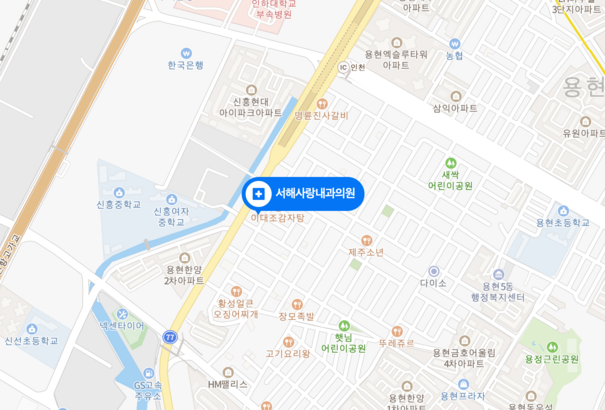 인하대학교
부속병원
아파트
3단지아파트
한국은행
용현엑슬루타워
아파트
농협
IC 인천
용현
신흥현대
아이파크아파트
명륜진사갈비
삼익아파트
유원아파트
새싹
어린이공원
서해사랑내과의원
이대조감자탕
신흥중학교
신흥여자
중학교
용현초등학교
제주소년
다이소
용현5동
행정복지센터
용현한양
2차아파트
황성얼큰
오징어찌개
장모족발
넥센타이어
77
신선초등학교
햇님
어린이공원
뚜레쥬르
고기요리왕
용현금호어울림
4차아파트
용정근린공원
GS고속
주유소
HM펠리스
용현한양
1차아파트
용현프라자
용현동유성